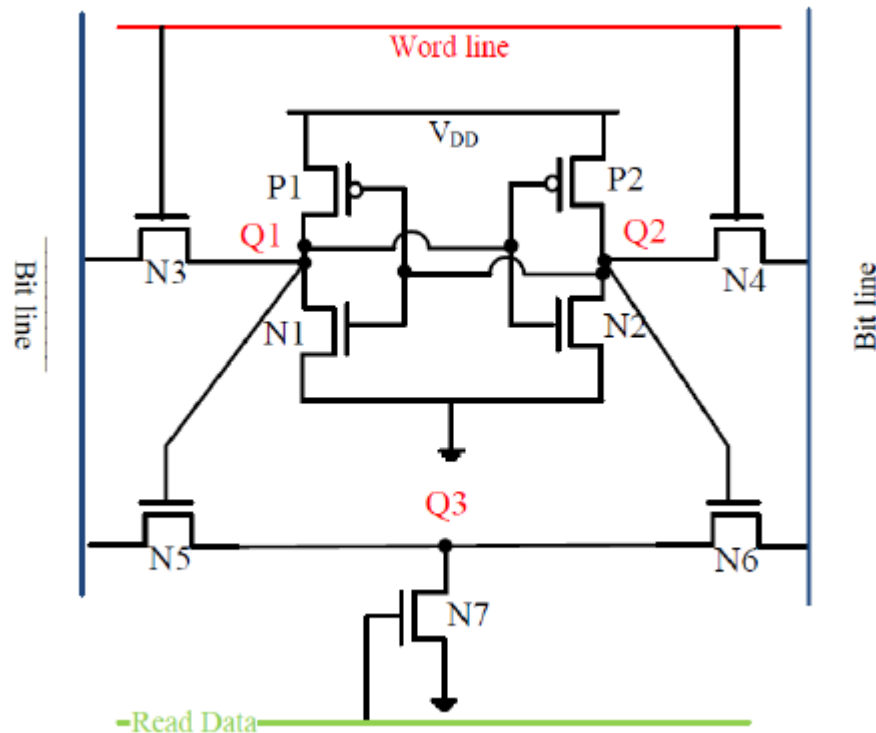 Word line
V_DD
P1
P2
Q1
Q2
N3
N4
N1
N2
Bit line
Bit line
Q3
N5
N6
N7
Read Data